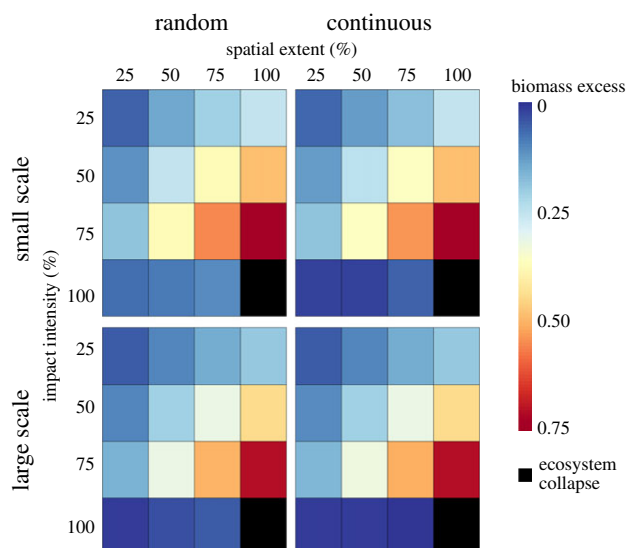 random
continuous
spatial extent (%)
25 50 75 100 25 50 75 100
biomass excess
small scale
large scale
impact intensity (%)
25
50
75
100
25
50
75
100
0
0.25
0.50
0.75
ecosystem
collapse